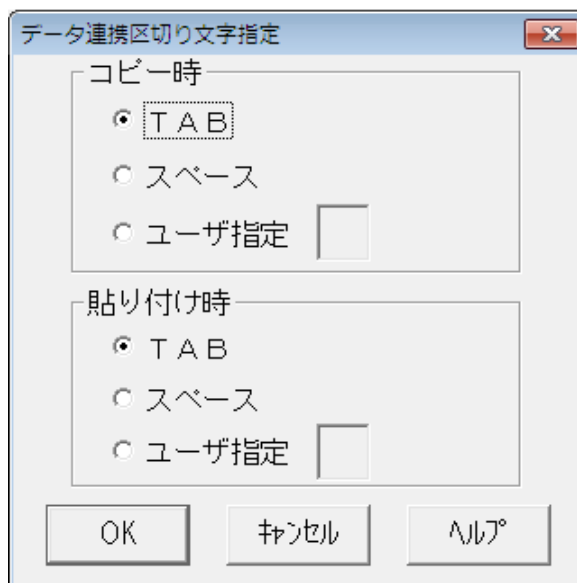 データ連携区切り文字指定
コピー時
ＴＡＢ
スペース
ユーザ指定
貼り付け時
ＴＡＢ
スペース
ユーザ指定
OK
ｷｬﾝｾﾙ
ﾍﾙﾌﾟ